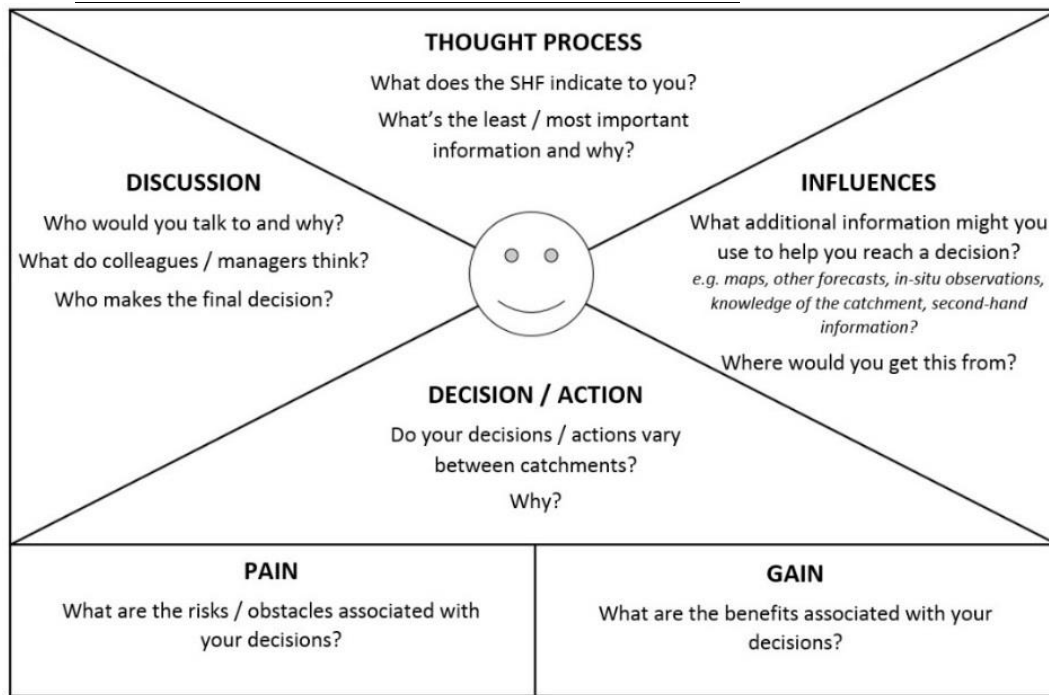 THOUGHT PROCESS
What does the SHF indicate to you?
What's the least / most important
information and why?
DISCUSSION
Who would you talk to and why?
What do colleagues / managers think?
Who makes the final decision?
INFLUENCES
What additional information might you
use to help you reach a decision?
e.g. maps, other forecasts, in-situ observations,
knowledge of the catchment, second-hand
information?
Where would you get this from?
DECISION / ACTION
Do your decisions / actions vary
between catchments?
Why?
PAIN
What are the risks / obstacles associated with
your decisions?
GAIN
What are the benefits associated with your
decisions?